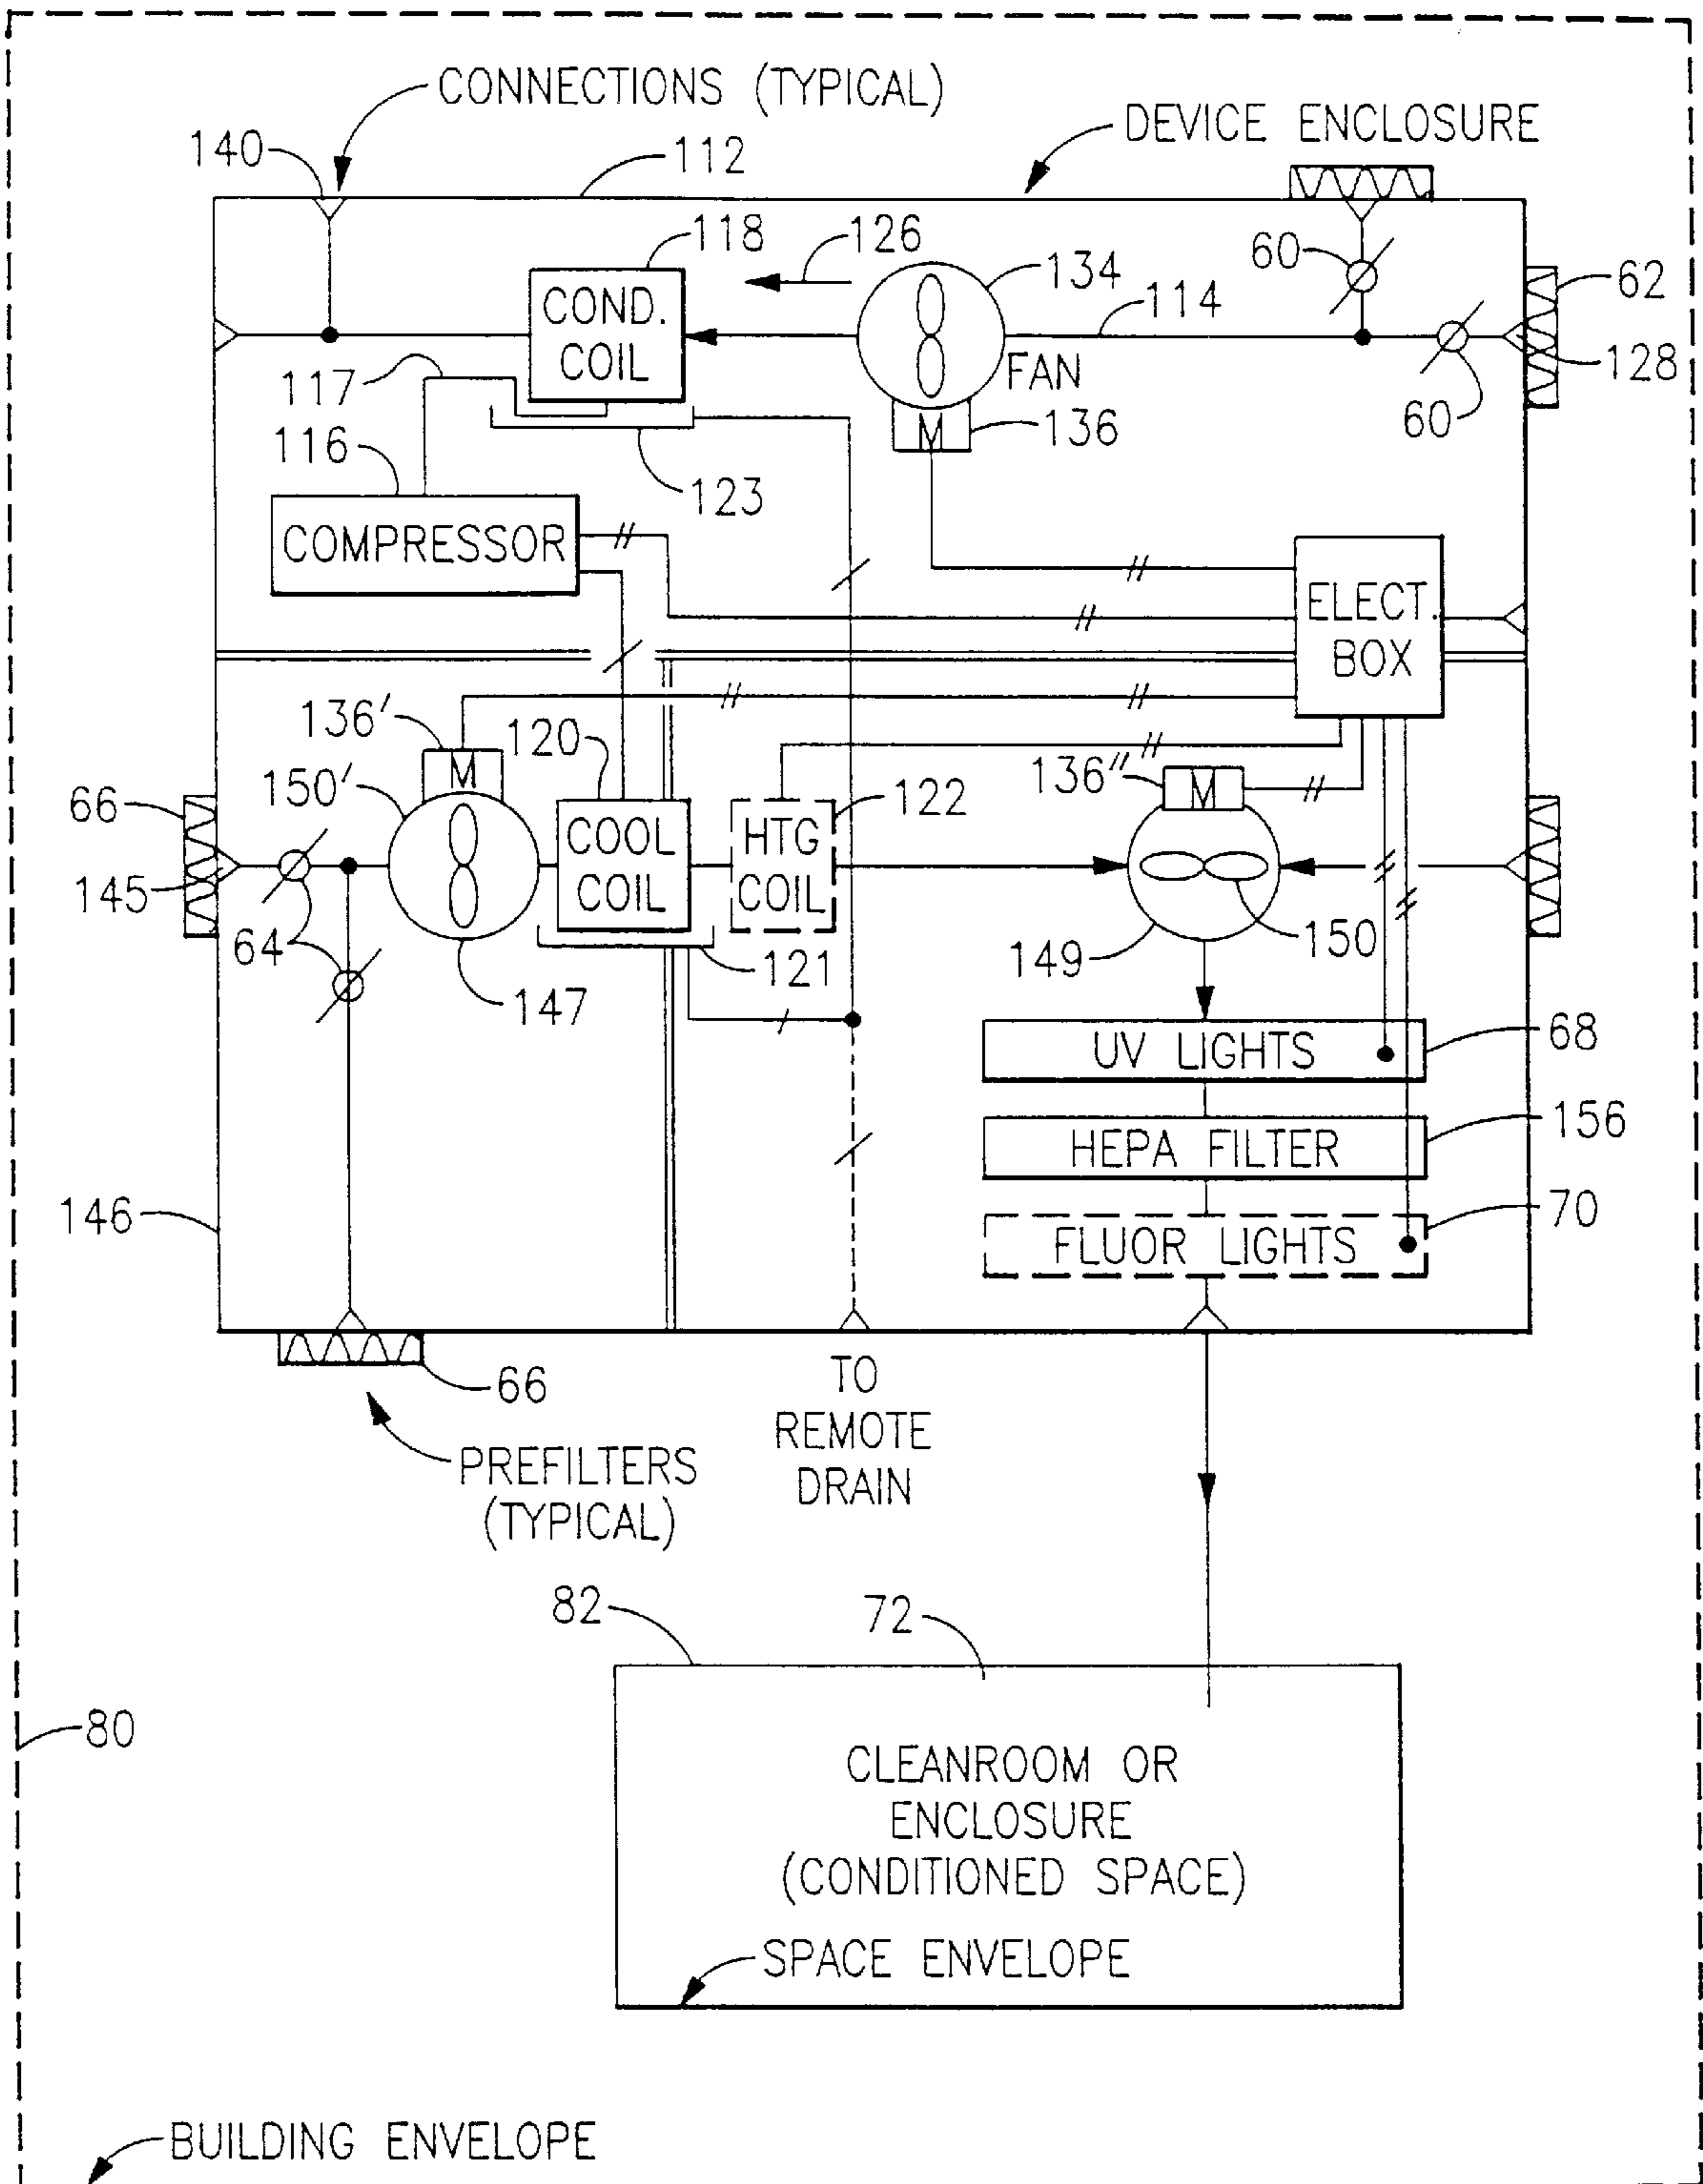 CONNECTIONS (TYPICAL)
DEVICE ENCLOSURE
140
112
118
126
134
114
60
62
COND.
COIL
FAN
128
117
60
136
116
123
COMPRESSOR
ELECT.
BOX
136'
120
136"
150'
122
66
COOL
COIL
HTG
COIL
M
M
M
145
64
121
149
150
147
UV LIGHTS
68
HEPA FILTER
156
146
FLUOR LIGHTS
70
66
TO
REMOTE
DRAIN
PREFILTERS
(TYPICAL)
82
72
80
CLEANROOM OR
ENCLOSURE
(CONDITIONED SPACE)
SPACE ENVELOPE
BUILDING ENVELOPE